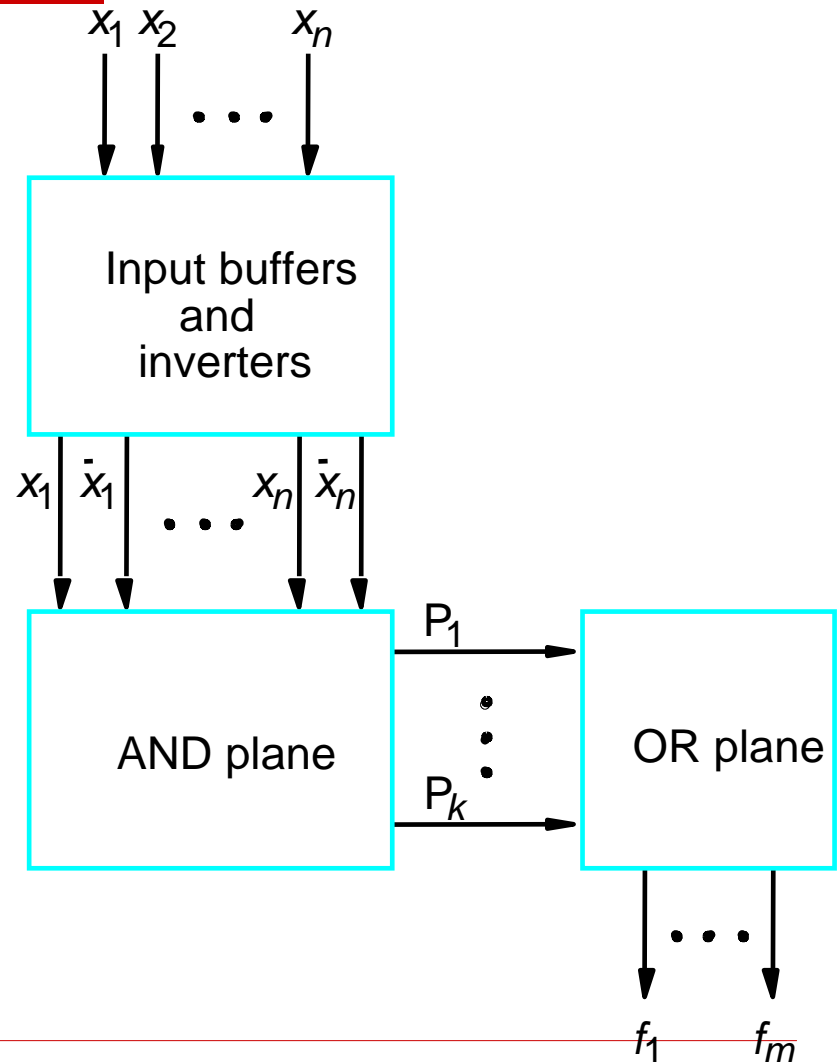 x₁ x₂ xₙ
Input buffers
and
inverters
x₁ x̄₁ xₙ x̄ₙ
P₁
AND plane
OR plane
Pₖ
f₁ fₘ